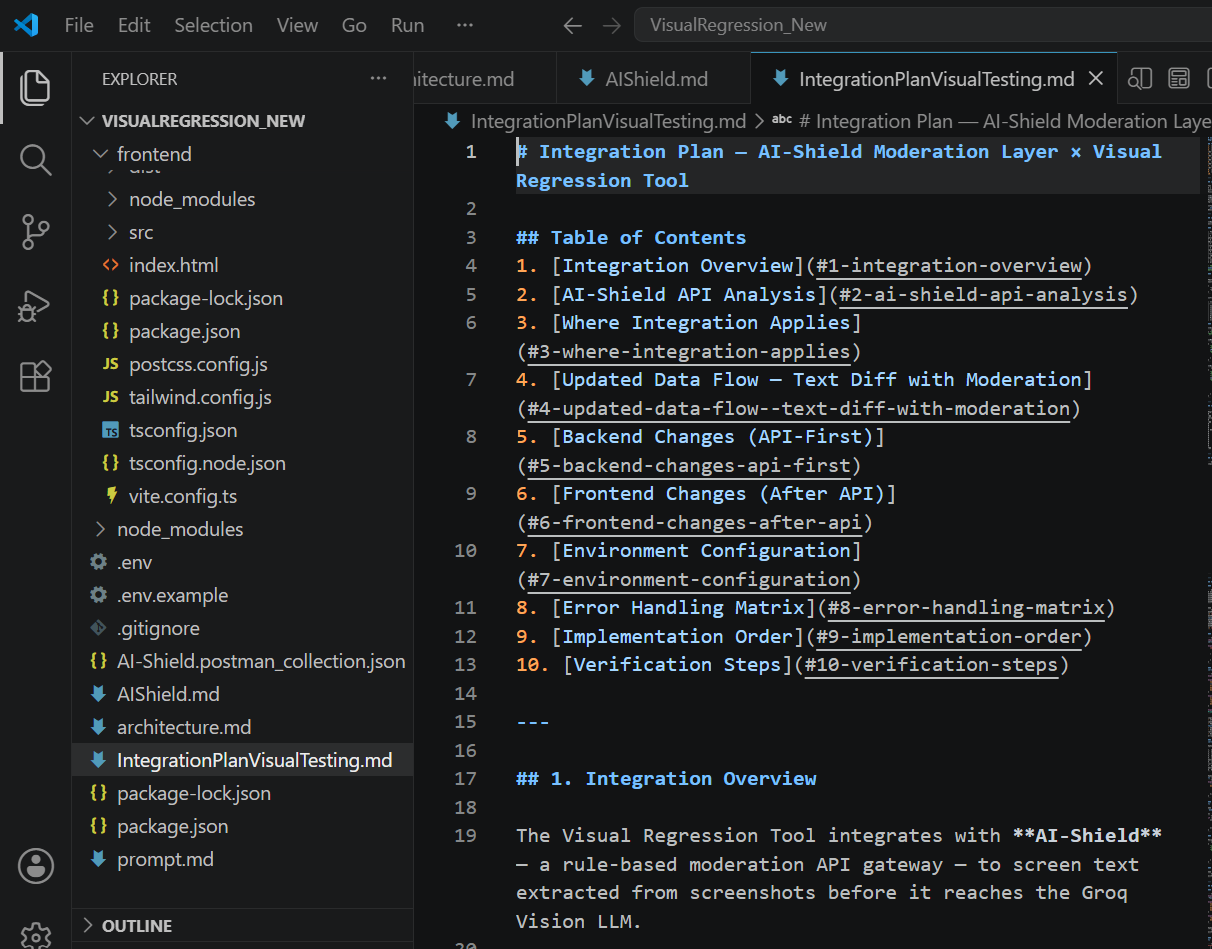 File Edit Selection View Go Run ···
VisualRegression_New
EXPLORER
VISUALREGRESSION_NEW
frontend
node_modules
src
<> index.html
{} package-lock.json
{} package.json
JS postcss.config.js
JS tailwind.config.js
TS tsconfig.json
{} tsconfig.node.json
vite.config.ts
node_modules
.env
.env.example
.gitignore
{} AI-Shield.postman_collection.json
AIShield.md
architecture.md
IntegrationPlanVisualTesting.md
{} package-lock.json
{} package.json
prompt.md
OUTLINE
itecture.md
AIShield.md
IntegrationPlanVisualTesting.md
IntegrationPlanVisualTesting.md > abc # Integration Plan — AI-Shield Moderation Laye
1 # Integration Plan — AI-Shield Moderation Layer × Visual
Regression Tool
2
3 ## Table of Contents
4 1. [Integration Overview](#1-integration-overview)
5 2. [AI-Shield API Analysis](#2-ai-shield-api-analysis)
6 3. [Where Integration Applies]
(#3-where-integration-applies)
7 4. [Updated Data Flow — Text Diff with Moderation]
(#4-updated-data-flow--text-diff-with-moderation)
8 5. [Backend Changes (API-First)]
(#5-backend-changes-api-first)
9 6. [Frontend Changes (After API)]
(#6-frontend-changes-after-api)
10 7. [Environment Configuration]
(#7-environment-configuration)
11 8. [Error Handling Matrix](#8-error-handling-matrix)
12 9. [Implementation Order](#9-implementation-order)
13 10. [Verification Steps](#10-verification-steps)
14
15 ---
16
17 ## 1. Integration Overview
18
19 The Visual Regression Tool integrates with **AI-Shield**
— a rule-based moderation API gateway — to screen text
extracted from screenshots before it reaches the Groq
Vision LLM.